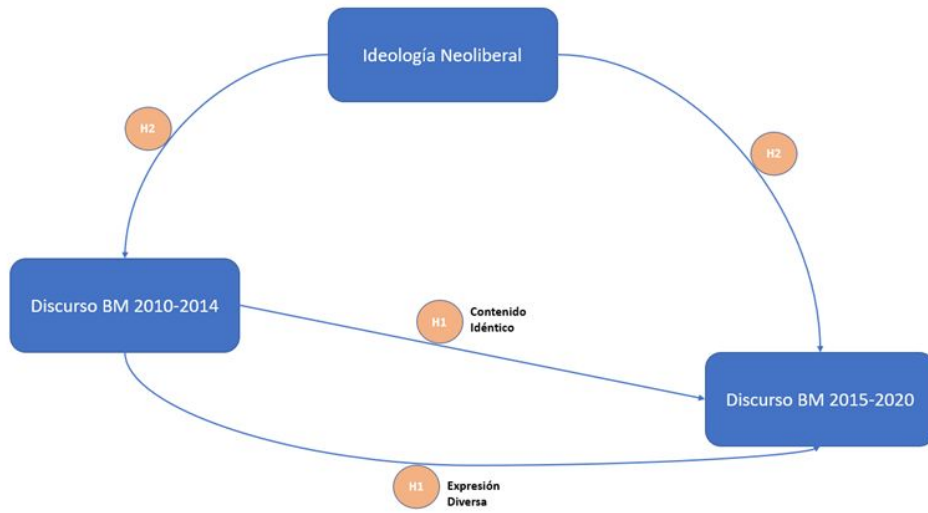 Ideología Neoliberal
H2
H2
Discurso BM 2010-2014
H1
Contenido
Idéntico
Discurso BM 2015-2020
H1
Expresión
Diversa